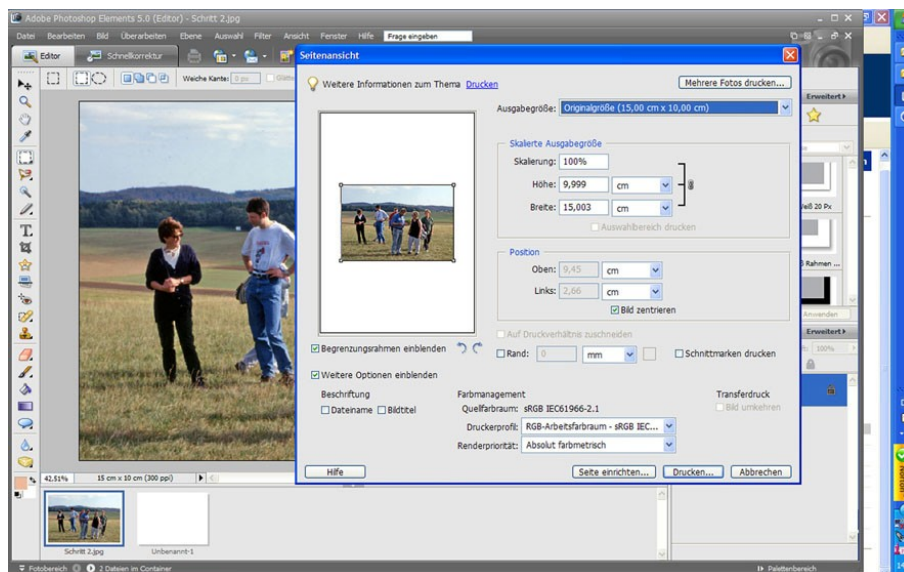 Adobe Photoshop Elements 5.0 (Editor) - Schritt 2.jpg
Datei Bearbeiten Bild Überarbeiten Ebene Auswahl Filter Ansicht Fenster Hilfe Frage eingeben
Editor Schnellkorrektur
Weiche Kante: 0 px
Seitenansicht
Weitere Informationen zum Thema Drucken
Mehrere Fotos drucken...
Ausgabegröße: Originalgröße (15,00 cm x 10,00 cm)
Skalierte Ausgabegröße
Skalierung: 100%
Höhe: 9,999 cm
Breite: 15,003 cm
Auswahlbereich drucken
Position
Oben: 9,45 cm
Links: 2,66 cm
Bild zentrieren
Auf Druckverhältnis zuschneiden
Begrenzungsrahmen einblenden
Rand: 0 mm
Schnittmarken drucken
Weitere Optionen einblenden
Beschriftung
Dateiname Bildtitel
Farbmanagement
Quelfarbraum: sRGB IEC61966-2.1
Druckerprofil: RGB-Arbeitsfarbraum - sRGB IEC...
Renderpriorität: Absolut farbmetrisch
Transferdruck
Bild umkehren
Hilfe
Seite einrichten... Drucken... Abbrechen
Erweitert
20 Px
Rahmen ...
Anwenden
Erweitert
100%
42,51% 15 cm x 10 cm (300 ppi)
Schritt 2.jpg Unbenannt-1
Fotobereich 2 Dateien im Container
Palettenbereich
Norton